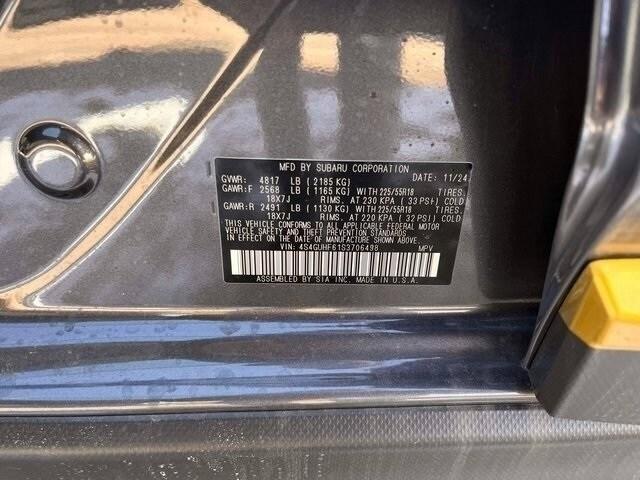 MFD BY SUBARU CORPORATION DATE: 11/24
GVWR: 4817 LB (2185 KG)
GAWR:F 2568 LB (1165 KG) WITH 225/55R18 TIRES.
18X7J RIMS. AT 230 KPA (33 PSI) COLD
GAWR:R 2491 LB (1130 KG) WITH 225/55R18 TIRES.
18X7J RIMS. AT 220 KPA (32 PSI) COLD
THIS VEHICLE CONFORMS TO ALL APPLICABLE FEDERAL MOTOR
VEHICLE SAFETY AND THEFT PREVENTION STANDARDS IN
EFFECT ON THE DATE OF MANUFACTURE SHOWN ABOVE.
VIN: 4S4GUHF61S3706498 MPV
ASSEMBLED BY SIA INC. MADE IN U.S.A.